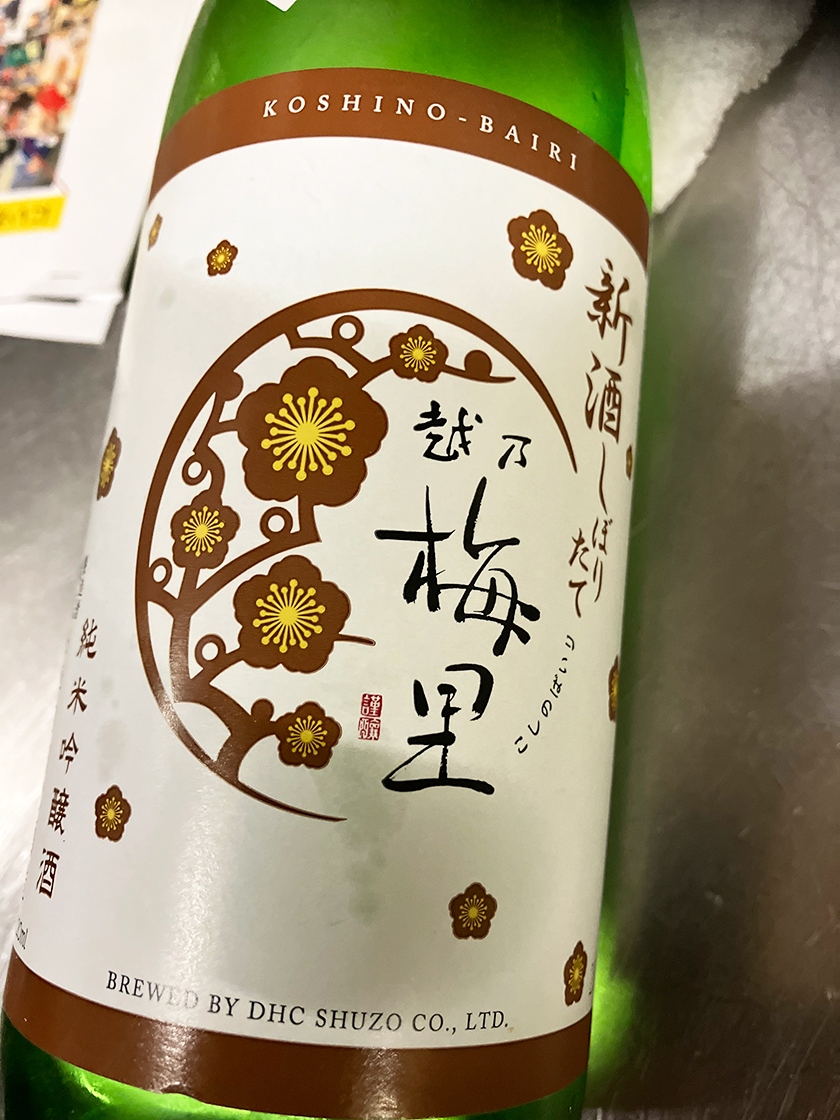 KOSHINO-BAIRI
新酒しぼりたて
越乃
梅里
こしのばいり
謹醸
純米吟醸酒
BREWED BY DHC SHUZO CO., LTD.